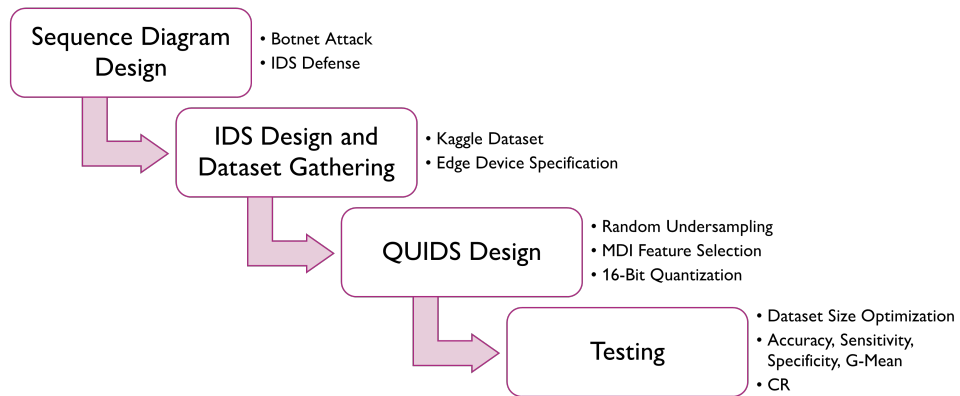 Sequence Diagram
Design
• Botnet Attack
• IDS Defense
IDS Design and
Dataset Gathering
• Kaggle Dataset
• Edge Device Specification
QUIDS Design
• Random Undersampling
• MDI Feature Selection
• 16-Bit Quantization
Testing
• Dataset Size Optimization
• Accuracy, Sensitivity,
Specificity, G-Mean
• CR